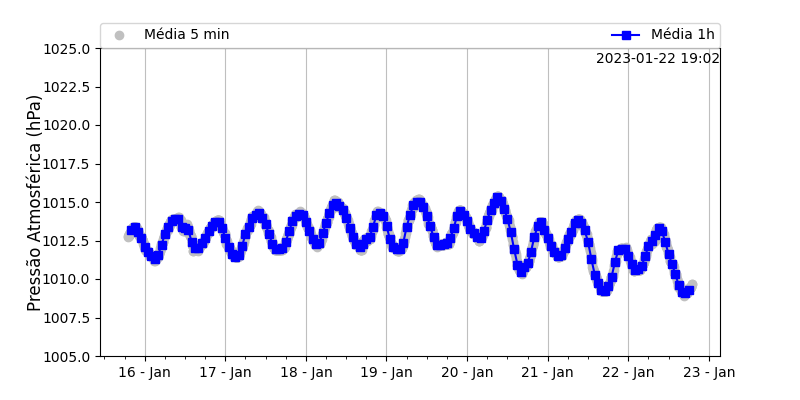 Média 5 min
Média 1h
2023-01-22 19:02
Pressão Atmosférica (hPa)
1025.0
1022.5
1020.0
1017.5
1015.0
1012.5
1010.0
1007.5
1005.0
16 - Jan
17 - Jan
18 - Jan
19 - Jan
20 - Jan
21 - Jan
22 - Jan
23 - Jan